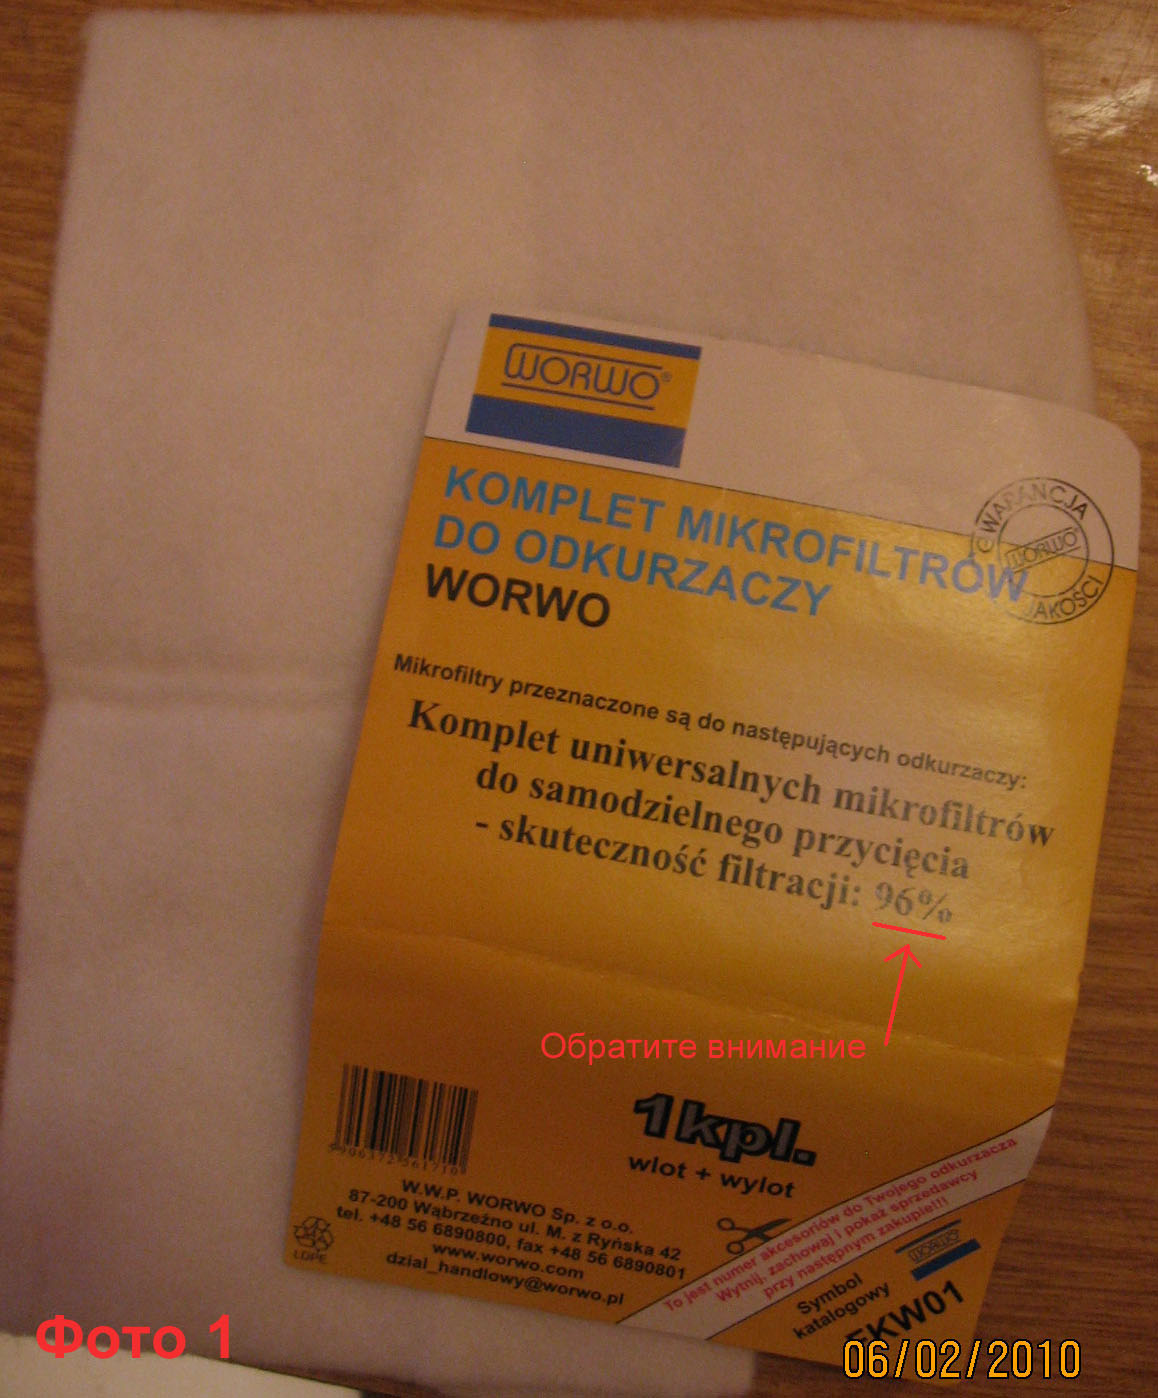 WORWO®
KOMPLET MIKROFILTRÓW
DO ODKURZACZY
WORWO
GWARANCJA
WORWO
JAKOŚCI
Mikrofiltry przeznaczone są do następujących odkurzaczy:
Komplet uniwersalnych mikrofiltrów
do samodzielnego przycięcia
- skuteczność filtracji: 96%
Обратите внимание
1kpl.
wlot + wylot
W.W.P. WORWO Sp. z o.o.
87-200 Wąbrzeźno ul. M. z Ryńska 42
tel. +48 56 6890800, fax +48 56 6890801
www.worwo.com
dzial_handlowy@worwo.pl
LDPE
To jest numer akcesoriów do Twojego odkurzacza
Wytnij, zachowaj i pokaż sprzedawcy
przy następnym zakupie!!!
WORWO
Symbol
katalogowy
FKW01
Фото 1
06/02/2010